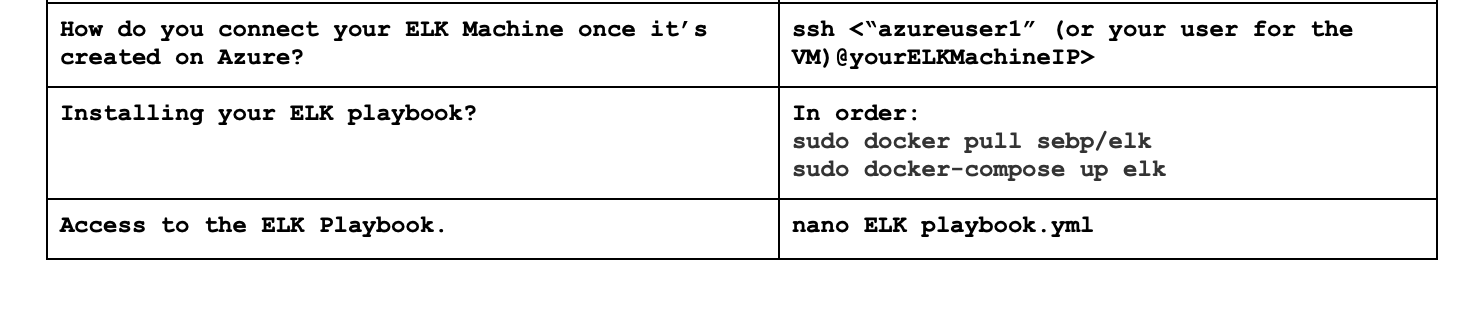 How do you connect your ELK Machine once it’s
created on Azure?
ssh <“azureuser1” (or your user for the
VM)@yourELKMachineIP>
Installing your ELK playbook?
In order:
sudo docker pull sebp/elk
sudo docker-compose up elk
Access to the ELK Playbook.
nano ELK playbook.yml